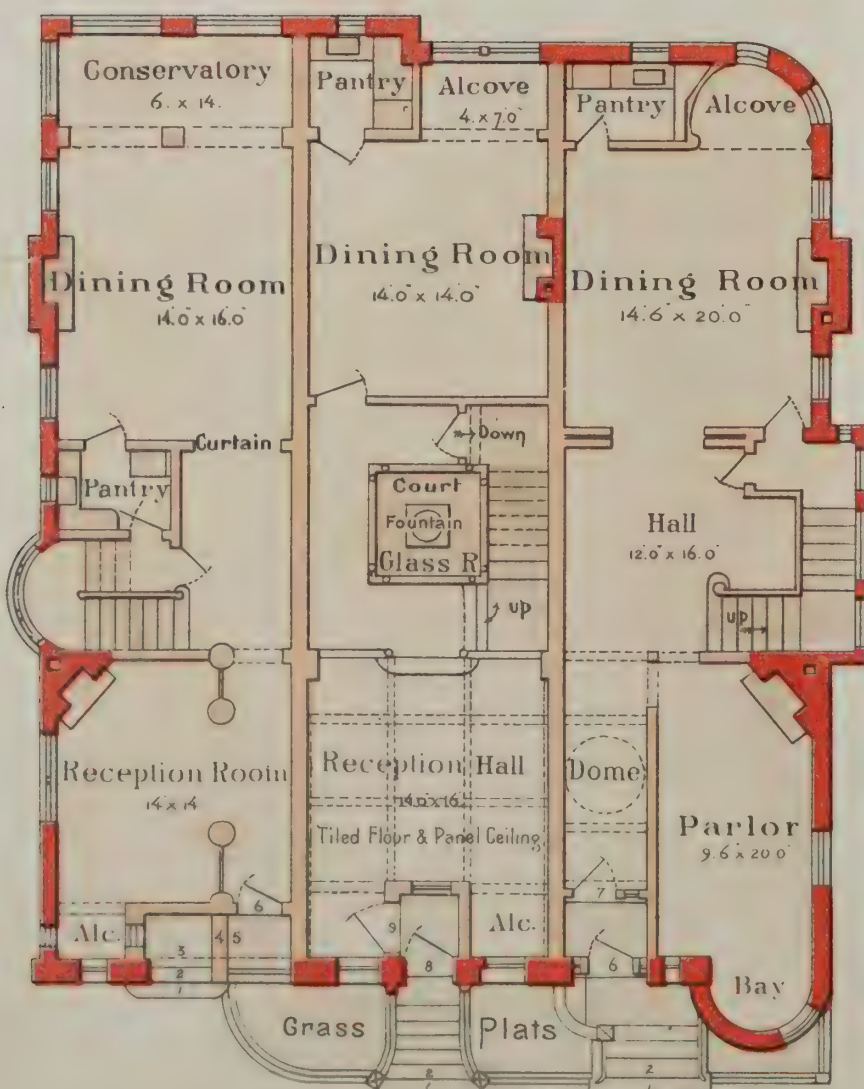 Conservatory
6. x 14.
Pantry
Alcove
4. x 7.0"
Pantry
Alcove
Dining Room
14.0" x 16.0"
Dining Room
14.0" x 14.0"
Dining Room
14.6" x 20.0"
Curtain
Pantry
Down
Court
Fountain
Glass R
up
Hall
12.0" x 16.0"
up
Reception Room
14 x 14
Reception Hall
14.0 x 16.
Tiled Floor & Panel Ceiling
Dome
Parlor
9.6" x 20.0"
Alc.
6
3
4
5
2
1
9
8
Alc.
7
6
Bay
Grass
Plats
2
2